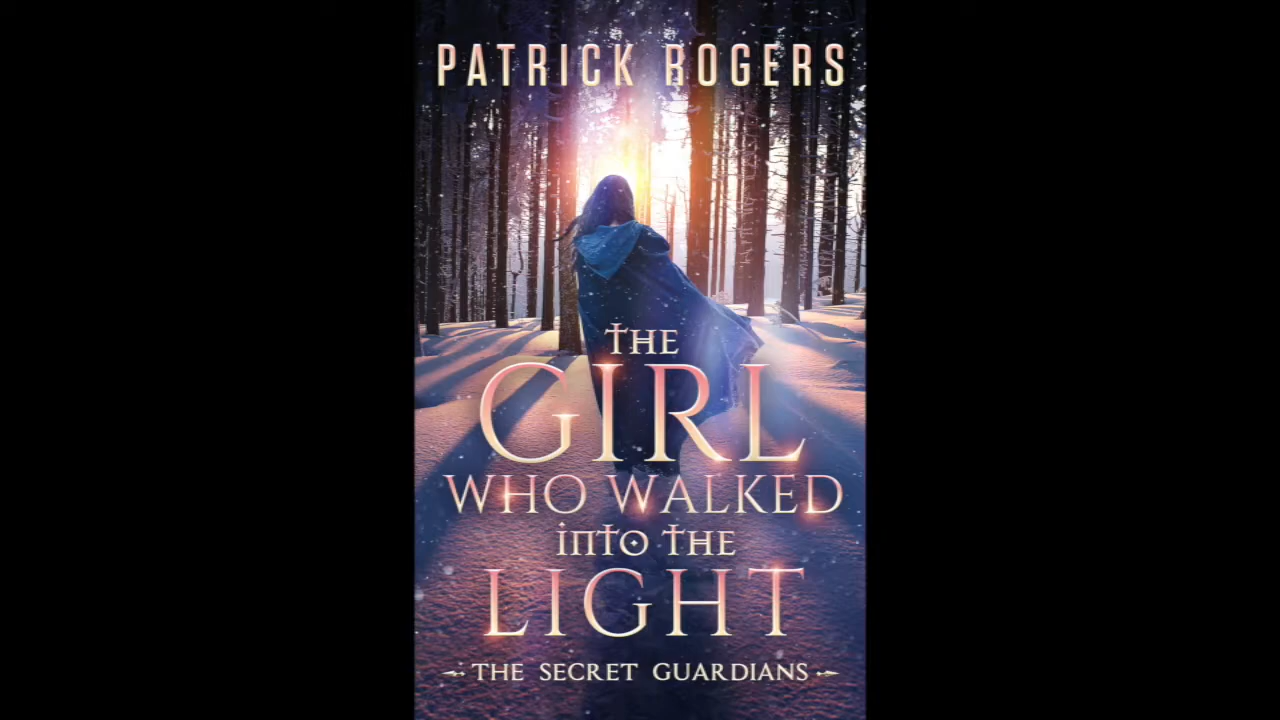 PATRICK ROGERS
THE
GIRL
WHO WALKED
into THE
LIGHT
THE SECRET GUARDIANS